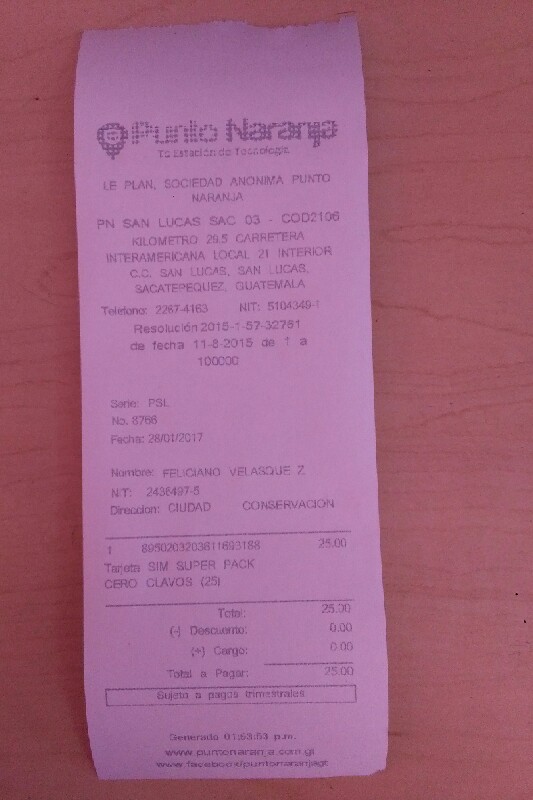 Punto Naranja
Tu Estación de Tecnología
LE PLAN, SOCIEDAD ANONIMA PUNTO
NARANJA
PN SAN LUCAS SAC 03 - COD2106
KILOMETRO 29.5 CARRETERA
INTERAMERICANA LOCAL 21 INTERIOR
C.C. SAN LUCAS, SAN LUCAS,
SACATEPEQUEZ, GUATEMALA
Telefono: 2267-4163 NIT: 5104349-1
Resolución 2015-1-57-32761
de fecha 11-8-2015 de 1 a
100000
Serie: PSL
No. 8766
Fecha: 28/01/2017
Nombre: FELICIANO VELASQUE Z
NIT: 2436497-5
Direccion: CIUDAD CONSERVACION
1 8950203203611693188 25.00
Tarjeta SIM SUPER PACK
CERO CLAVOS (25)
Total: 25.00
(-) Descuento: 0.00
(+) Cargo: 0.00
Total a Pagar: 25.00
Sujeto a pagos trimestrales
Generado 01:53:53 p.m.
www.puntonaranja.com.gt
www.facebook/puntonaranjagt